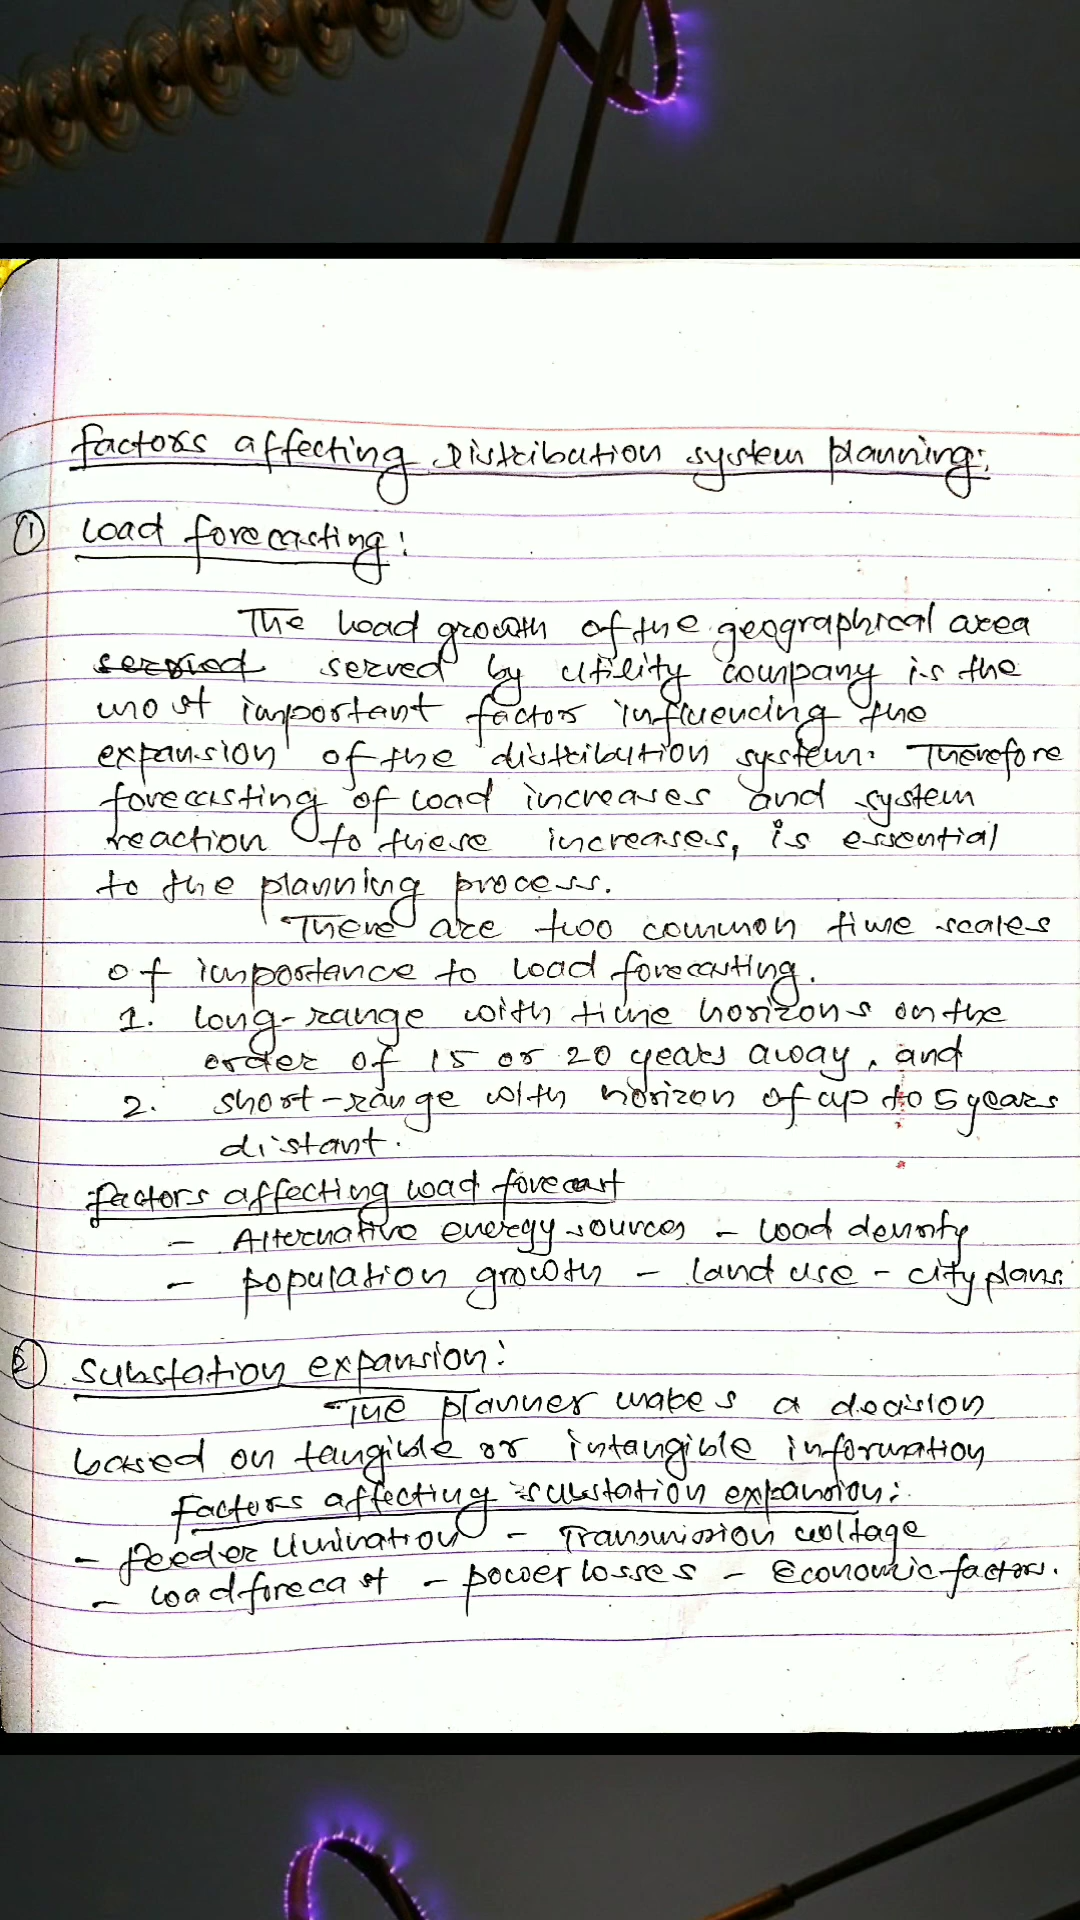 Factors affecting Distribution system planning:
① Load forecasting:
The load growth of the geographical area
served by utility company is the
most important factor influencing the
expansion of the distribution system. Therefore
forecasting of load increases and system
reaction to these increases, is essential
to the planning process.
There are two common time scales
of importance to load forecasting.
1. long-range with time horizons on the
order of 15 or 20 years away, and
2. short-range with horizon of up to 5 years
distant.
factors affecting load forecast
- Alternative energy sources - load density
- population growth - land use - city plans.
② Substation expansion:
The planner makes a decision
based on tangible or intangible information
Factors affecting substation expansion:
- feeder limination - Transmission voltage
- load forecast - power losses - Economic factors.